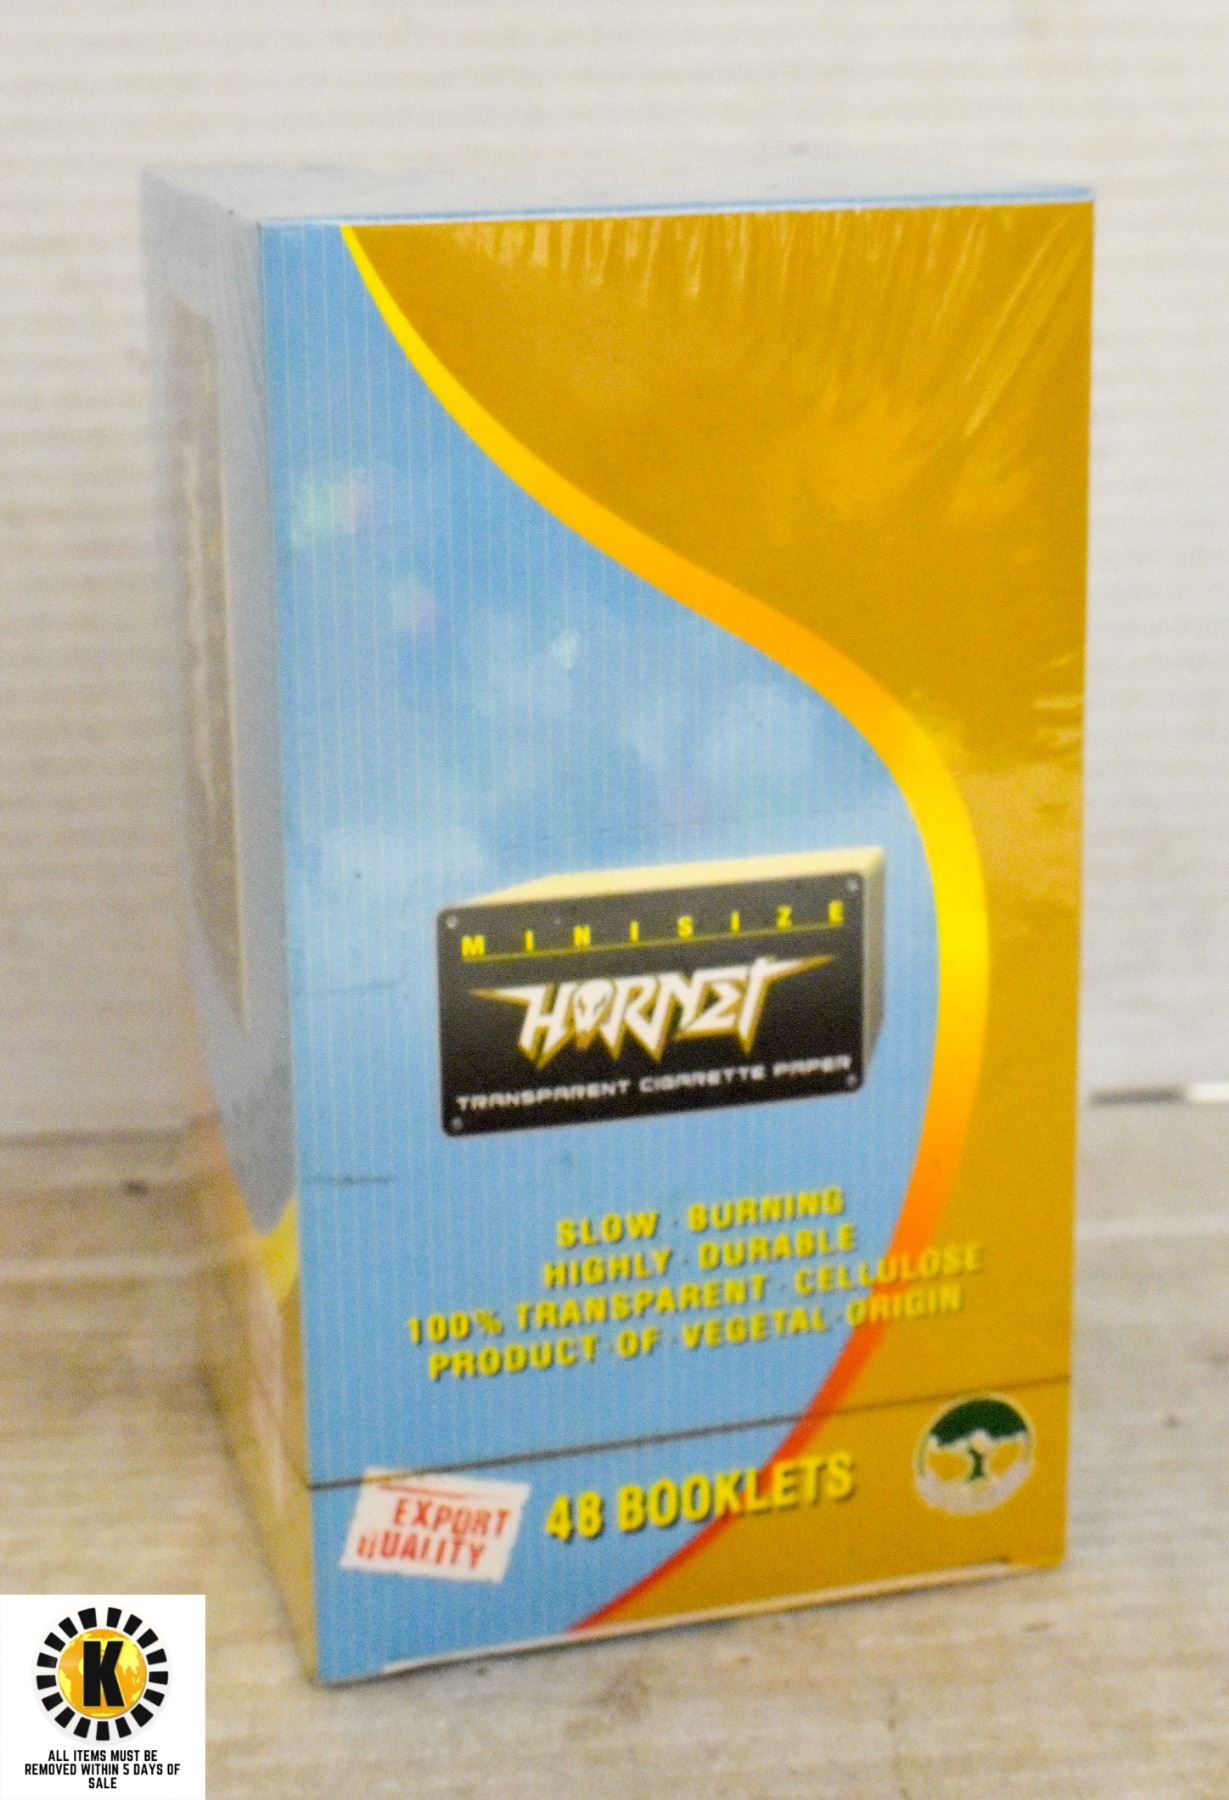 MINISIZE
HORNET
TRANSPARENT CIGARETTE PAPER
SLOW · BURNING
HIGHLY · DURABLE
100% TRANSPARENT · CELLULOSE
PRODUCT · OF · VEGETAL · ORIGIN
EXPORT
QUALITY
48 BOOKLETS
K
ALL ITEMS MUST BE
REMOVED WITHIN 5 DAYS OF
SALE